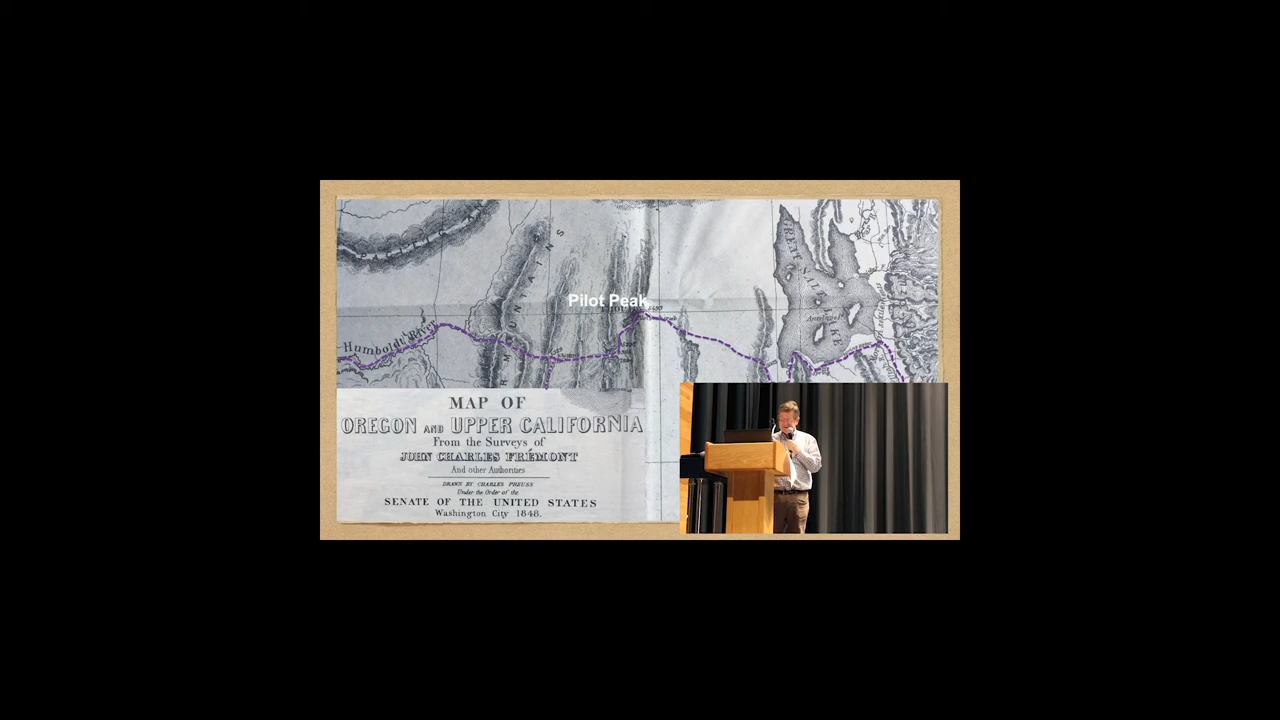 Pilot Peak
GREAT SALT
LAKE
MOUNTAINS
Humboldt River
MAP OF
OREGON AND UPPER CALIFORNIA
From the Surveys of
JOHN CHARLES FRÉMONT
And other Authorities
DRAWN BY CHARLES PREUSS
Under the Order of the
SENATE OF THE UNITED STATES
Washington City 1848.